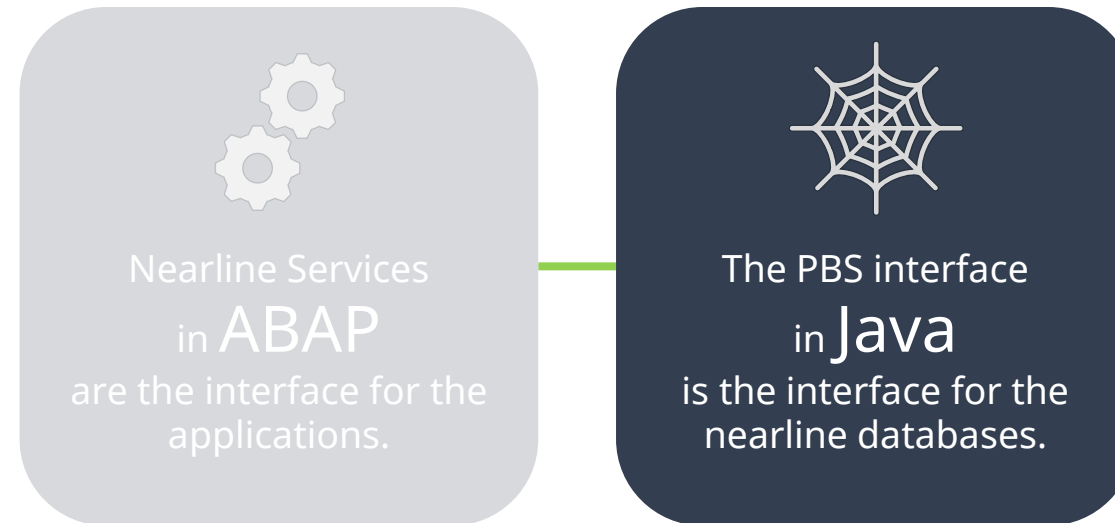 Nearline Services
in ABAP
are the interface for the
applications.
The PBS interface
in Java
is the interface for the
nearline databases.